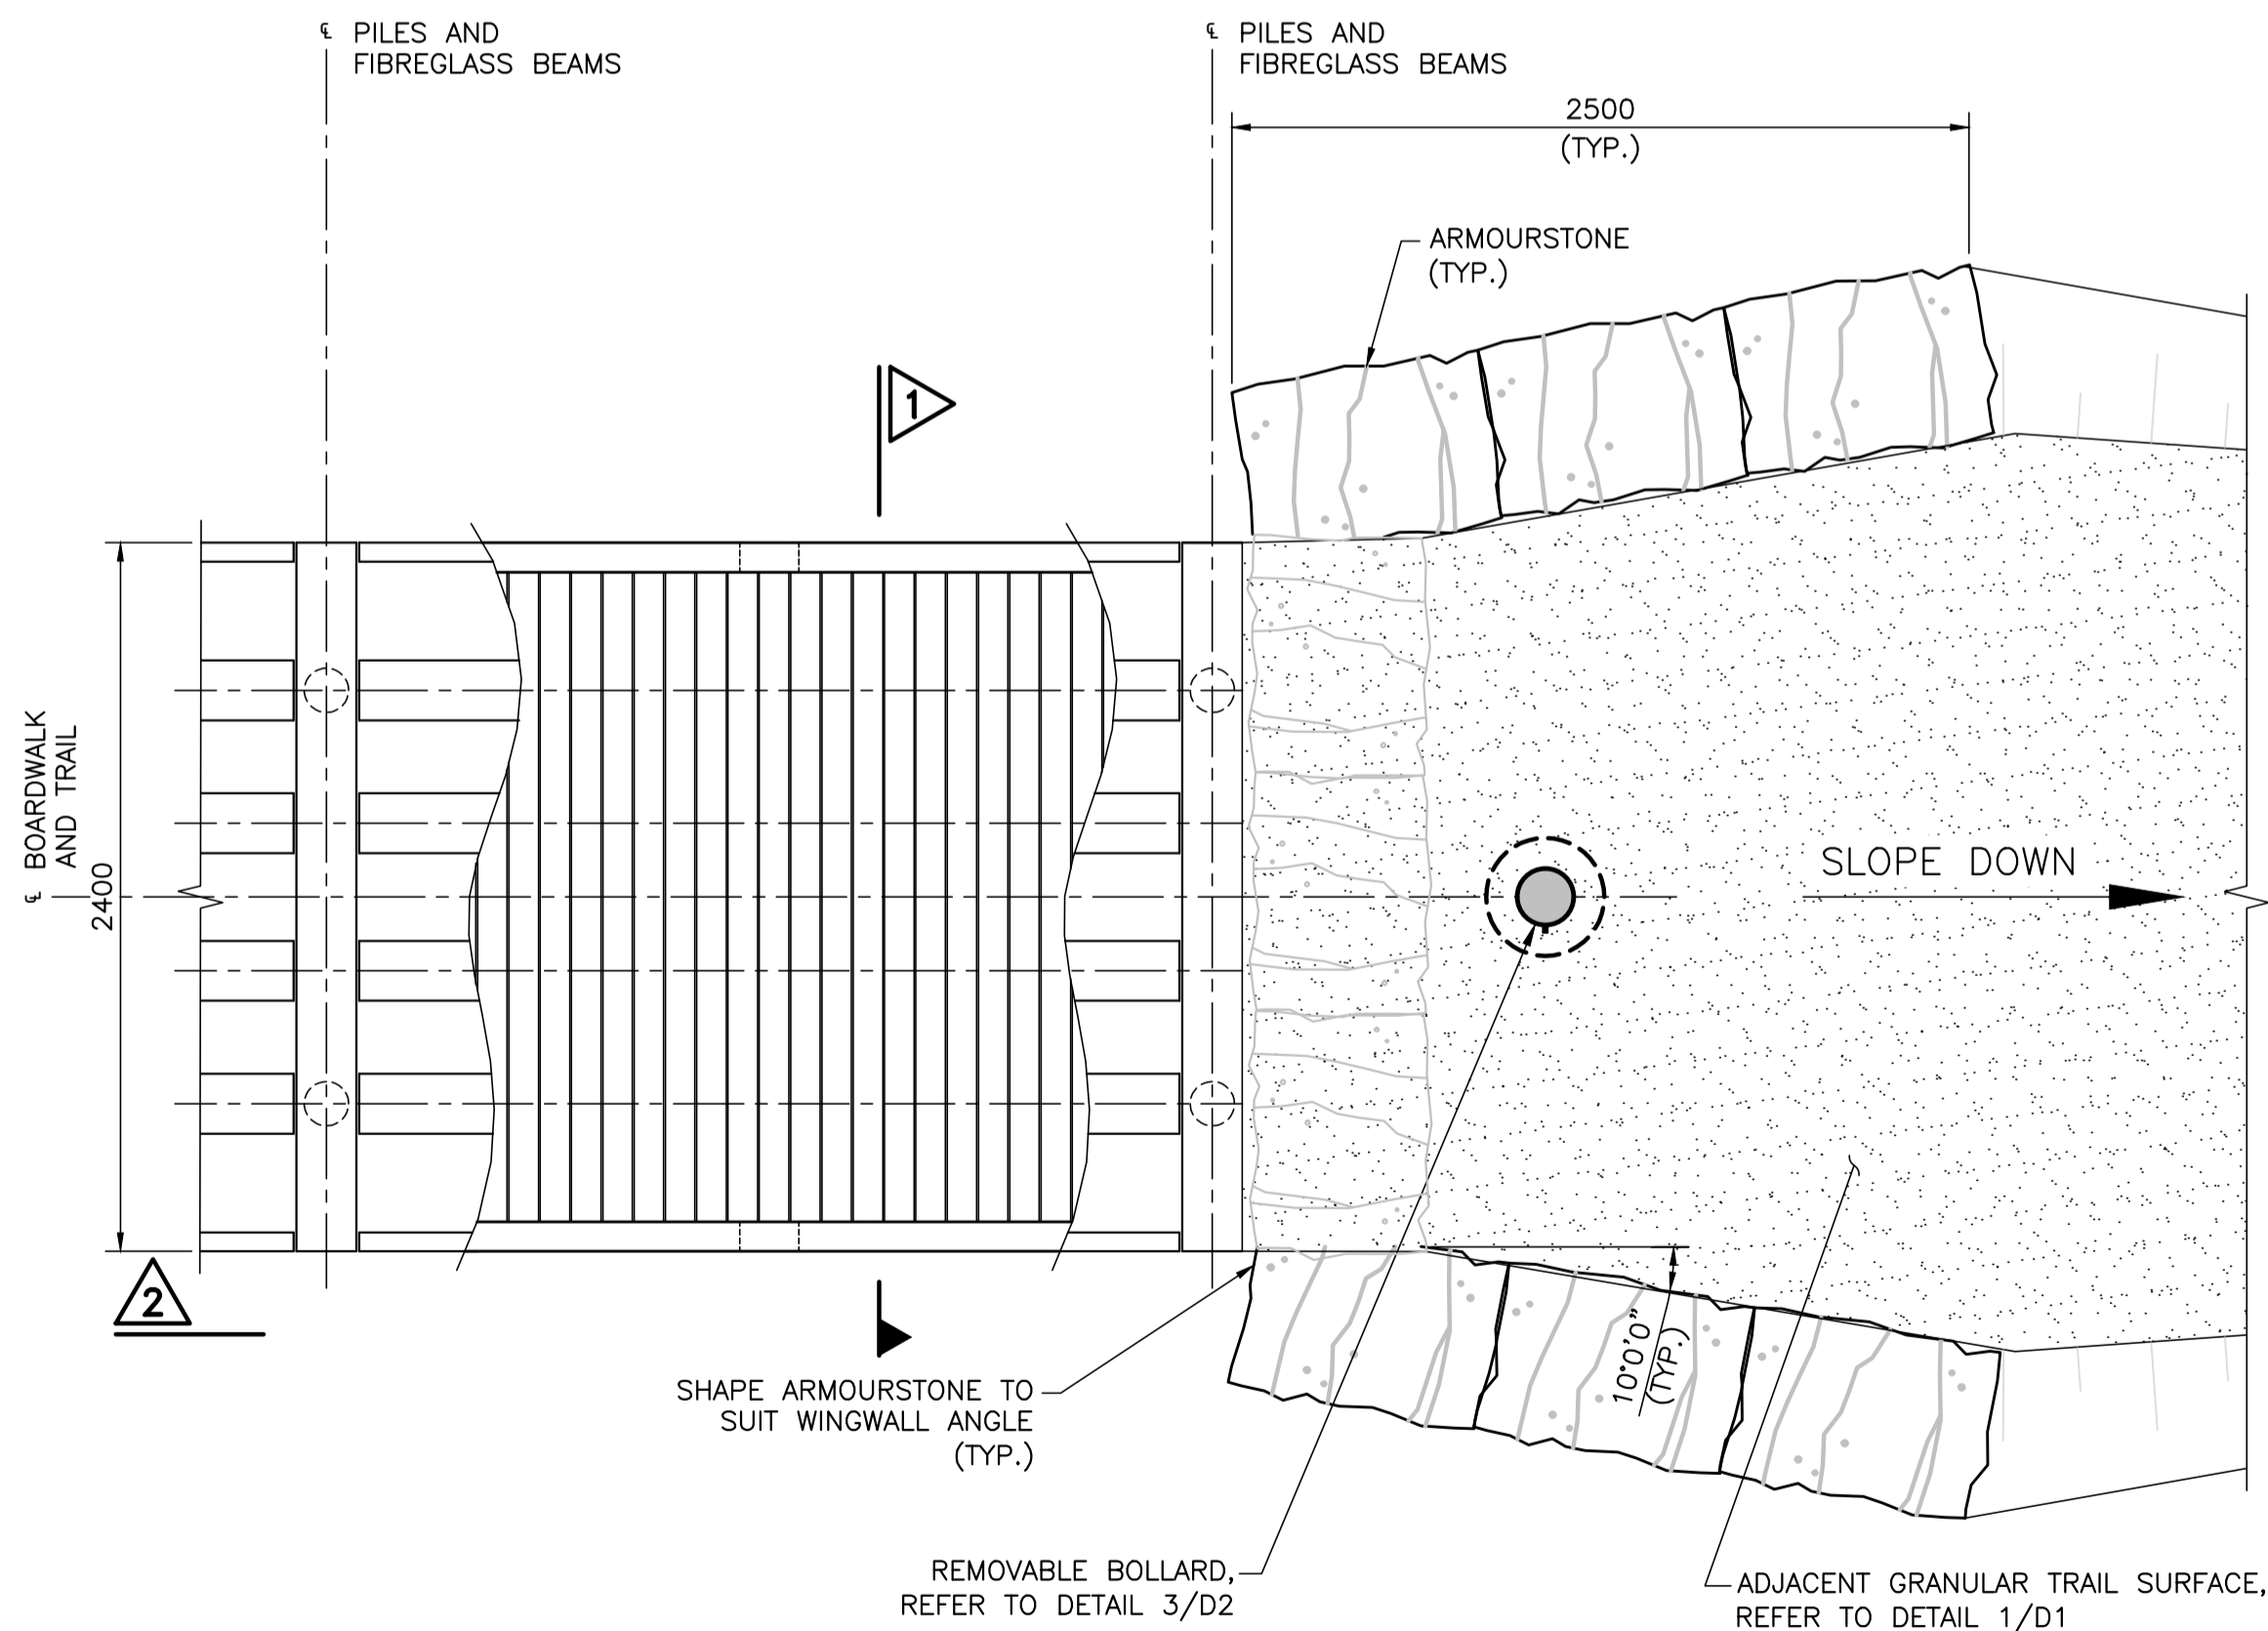 ℄ PILES AND
FIBREGLASS BEAMS
℄ PILES AND
FIBREGLASS BEAMS
2500
(TYP.)
ARMOURSTONE
(TYP.)
1
℄ BOARDWALK
AND TRAIL
2400
SLOPE DOWN
2
10°0'0"
(TYP.)
SHAPE ARMOURSTONE TO
SUIT WINGWALL ANGLE
(TYP.)
REMOVABLE BOLLARD,
REFER TO DETAIL 3/D2
ADJACENT GRANULAR TRAIL SURFACE,
REFER TO DETAIL 1/D1